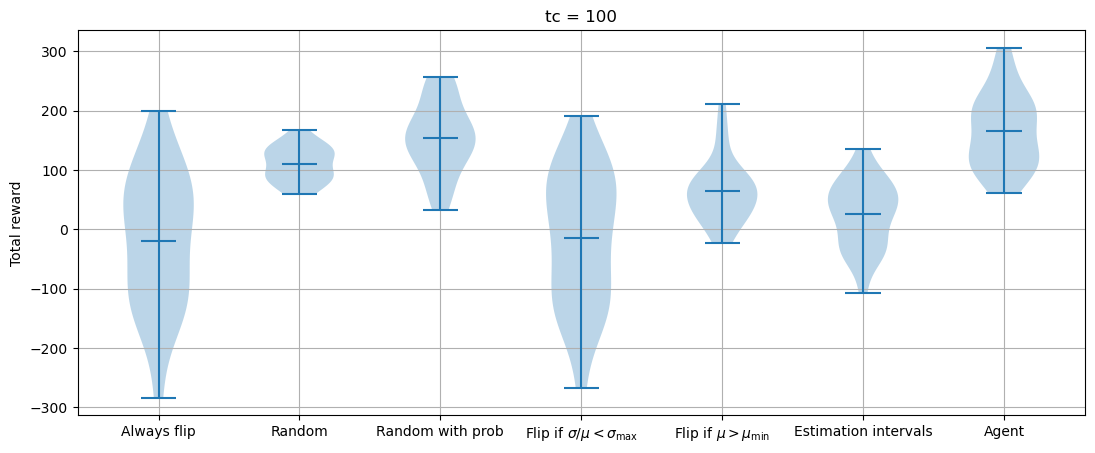 tc = 100
Total reward
300
200
100
0
−100
−200
−300
Always flip
Random
Random with prob
Flip if σ/μ < σmax
Flip if μ > μmin
Estimation intervals
Agent